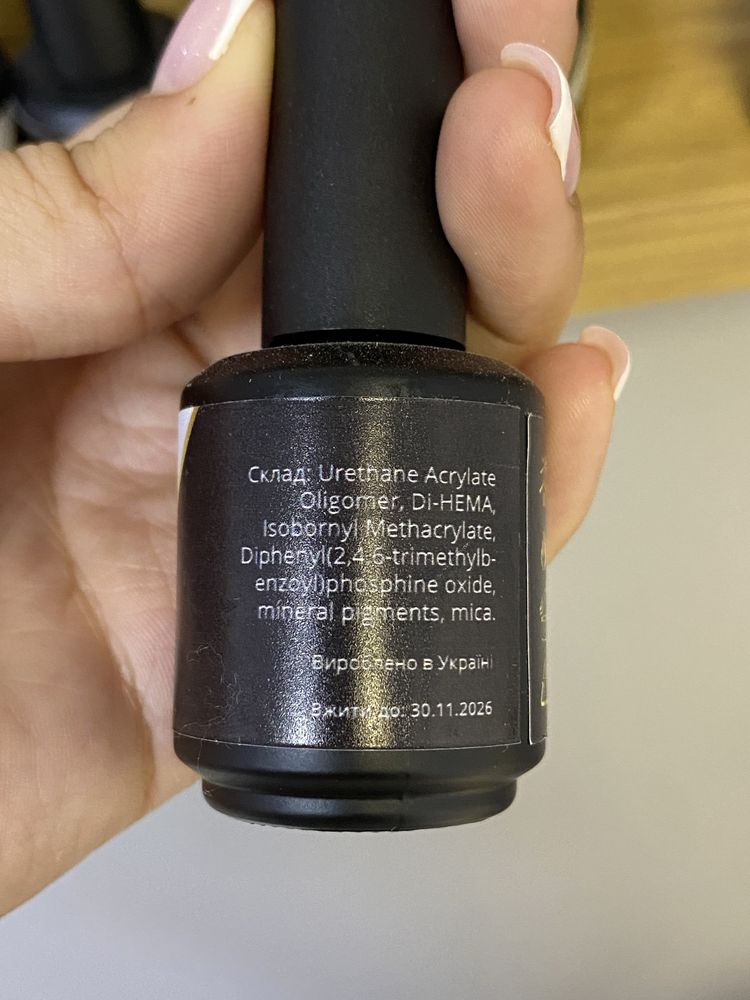 Склад: Urethane Acrylate
Oligomer, Di-HEMA,
Isobornyl Methacrylate,
Diphenyl(2,4,6-trimethylb-
enzoyl)phosphine oxide,
mineral pigments, mica.
Вироблено в Україні
Вжити до: 30.11.2026